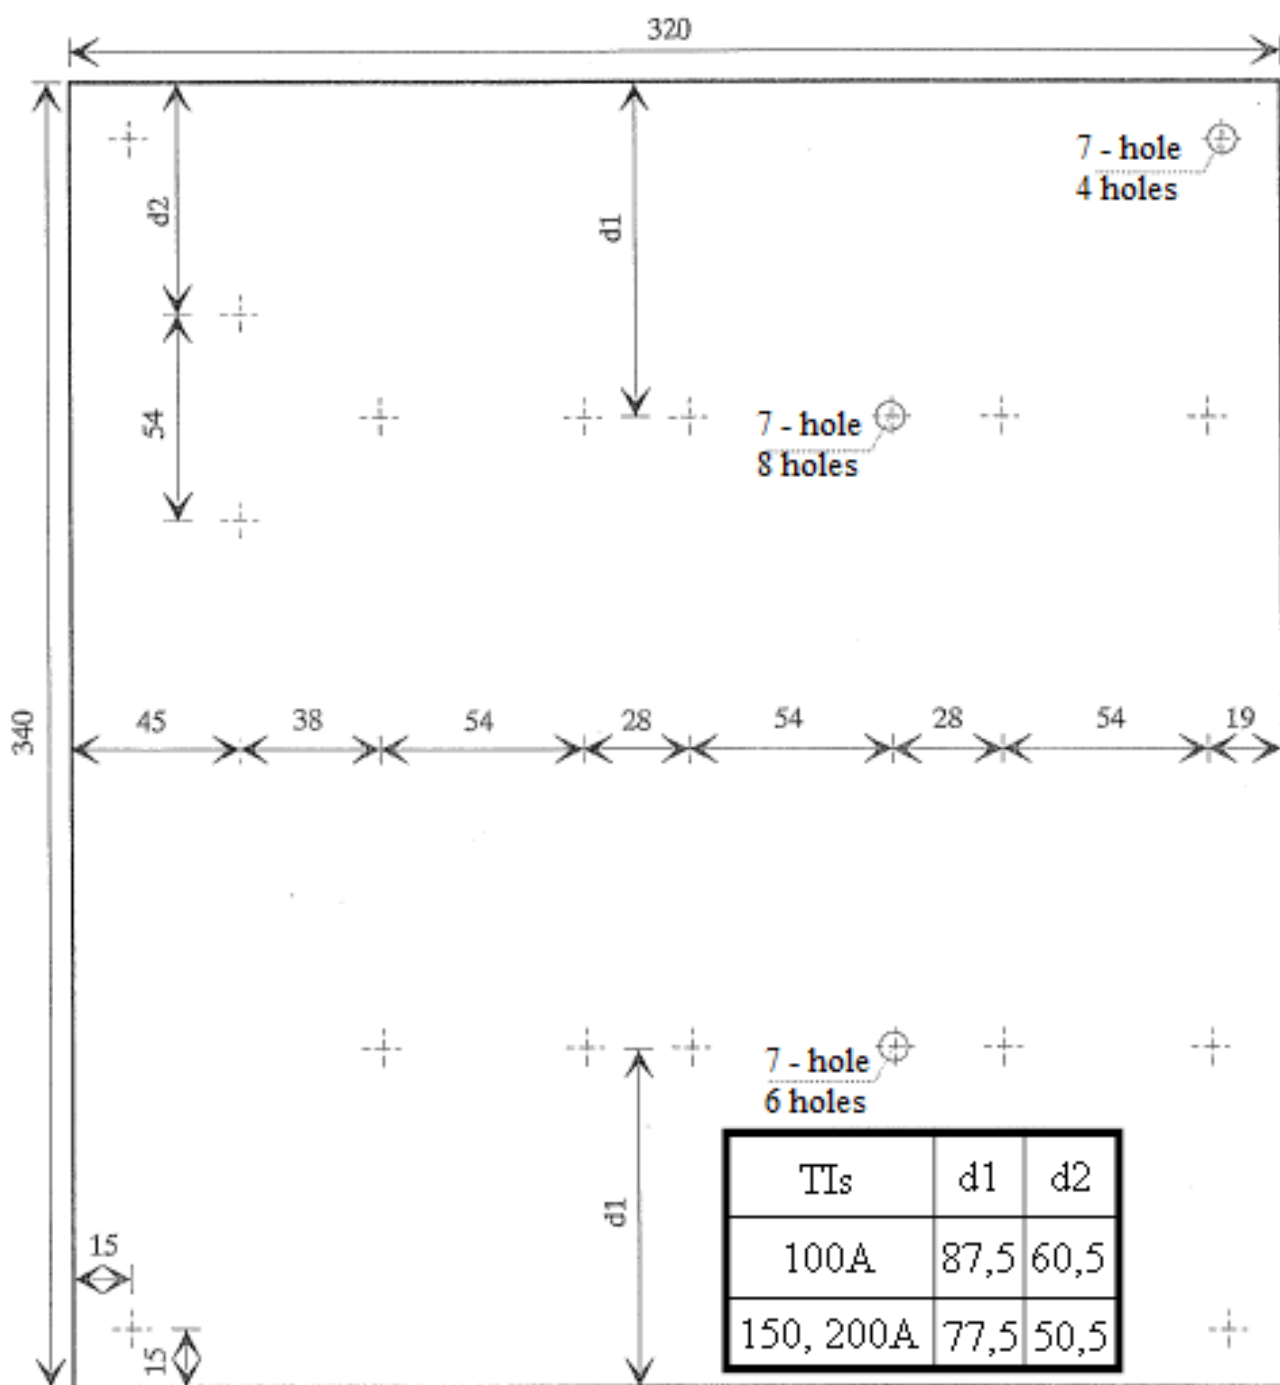 320
7 - hole
4 holes
d2
d1
54
7 - hole
8 holes
340
45 38 54 28 54 28 54 19
7 - hole
6 holes
TIs d1 d2
100A 87,5 60,5
150, 200A 77,5 50,5
d1
15
15